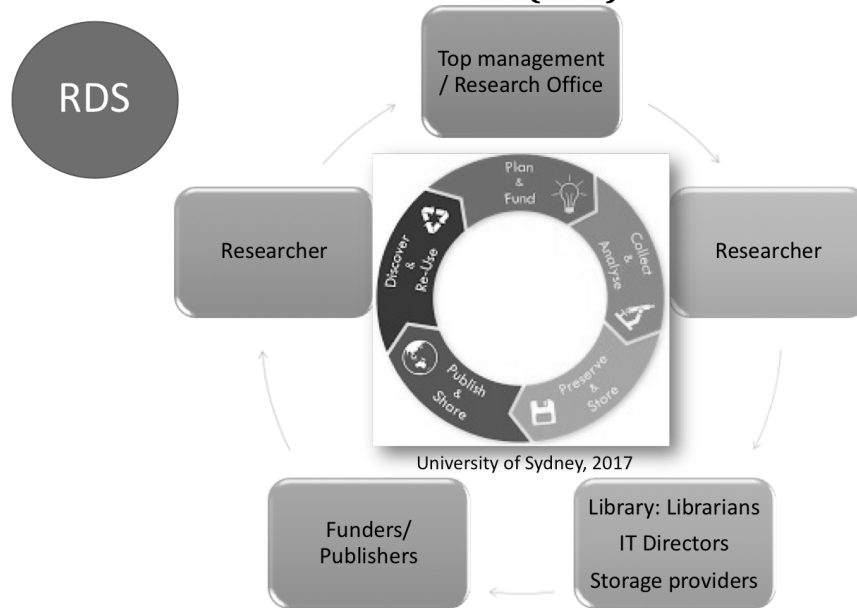 RDS
Top management
/ Research Office
Researcher
Researcher
Plan
&
Fund
Collect
&
Analyse
Preserve
&
Store
Publish
&
Share
Discover
&
Re-Use
University of Sydney, 2017
Funders/
Publishers
Library: Librarians
IT Directors
Storage providers